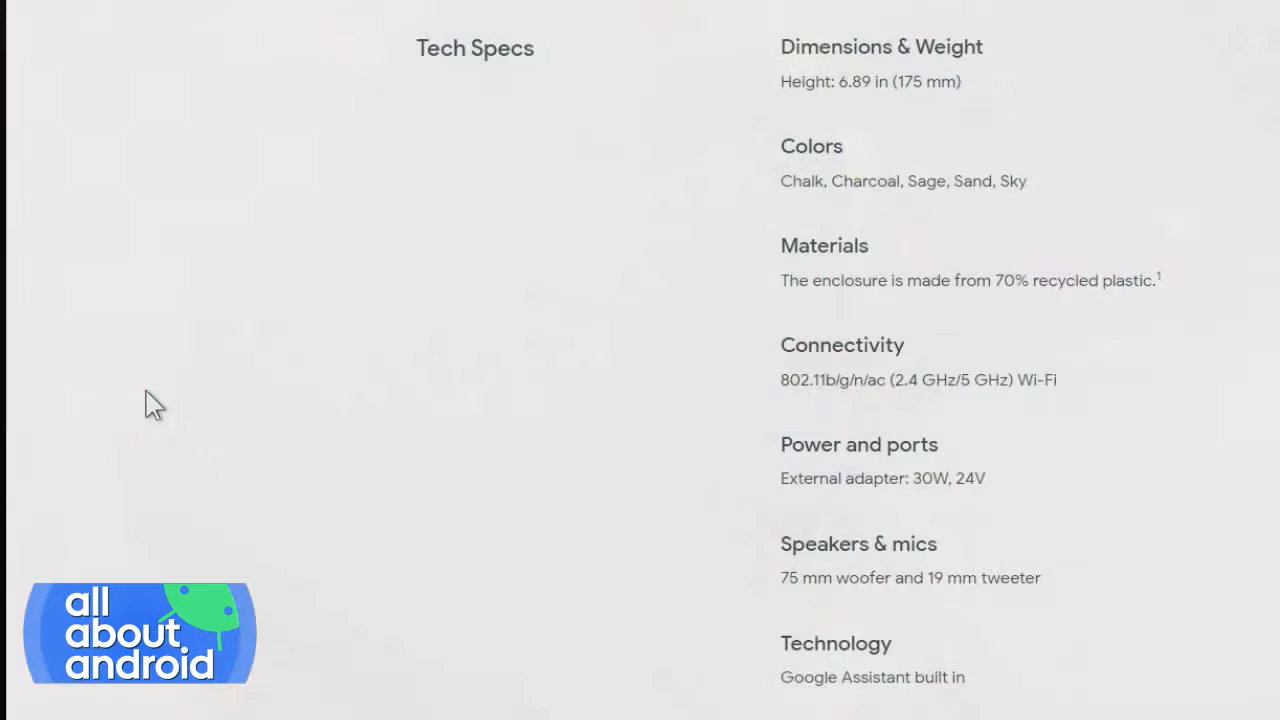 Tech Specs
Dimensions & Weight
Height: 6.89 in (175 mm)
Colors
Chalk, Charcoal, Sage, Sand, Sky
Materials
The enclosure is made from 70% recycled plastic.¹
Connectivity
802.11b/g/n/ac (2.4 GHz/5 GHz) Wi-Fi
Power and ports
External adapter: 30W, 24V
Speakers & mics
75 mm woofer and 19 mm tweeter
Technology
Google Assistant built in
all
about
android